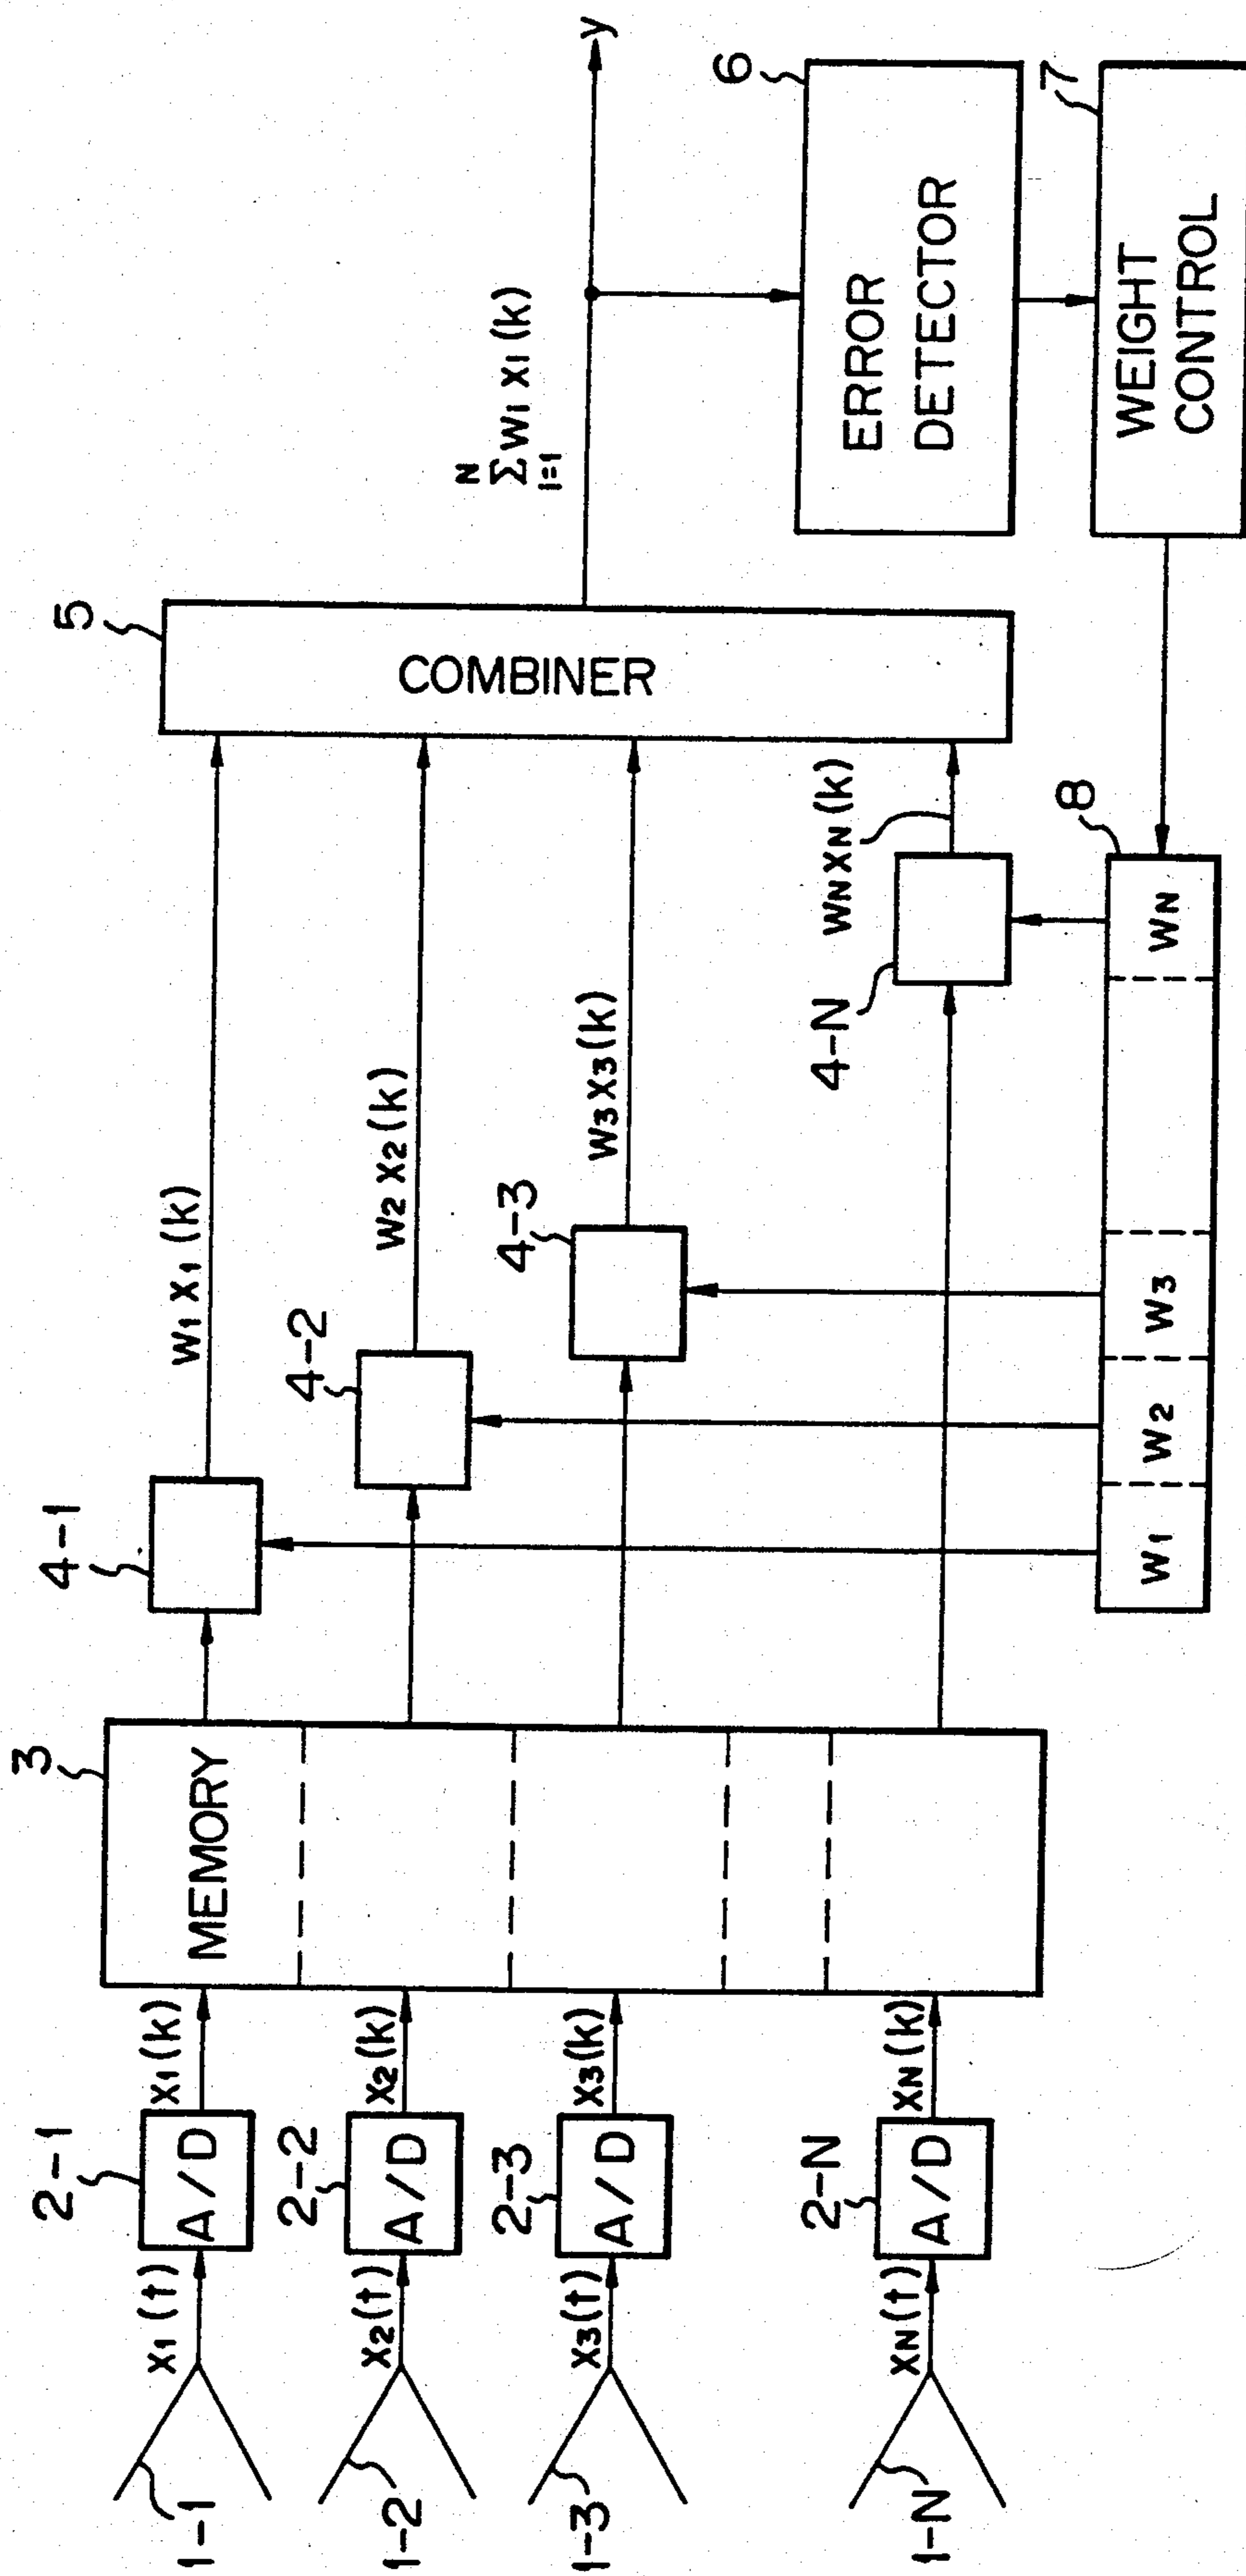 1-1
X1(t)
2-1
A/D
X1(k)
3
MEMORY
4-1
W1 X1 (k)
5
COMBINER
N
Σ W1 X1 (k)
i=1
y
1-2
X2(t)
2-2
A/D
X2(k)
4-2
W2 X2 (k)
1-3
X3(t)
2-3
A/D
X3(k)
4-3
W3 X3(k)
1-N
XN(t)
2-N
A/D
XN(k)
4-N
WN XN (k)
6
ERROR
DETECTOR
7
WEIGHT
CONTROL
8
W1
W2
W3
WN